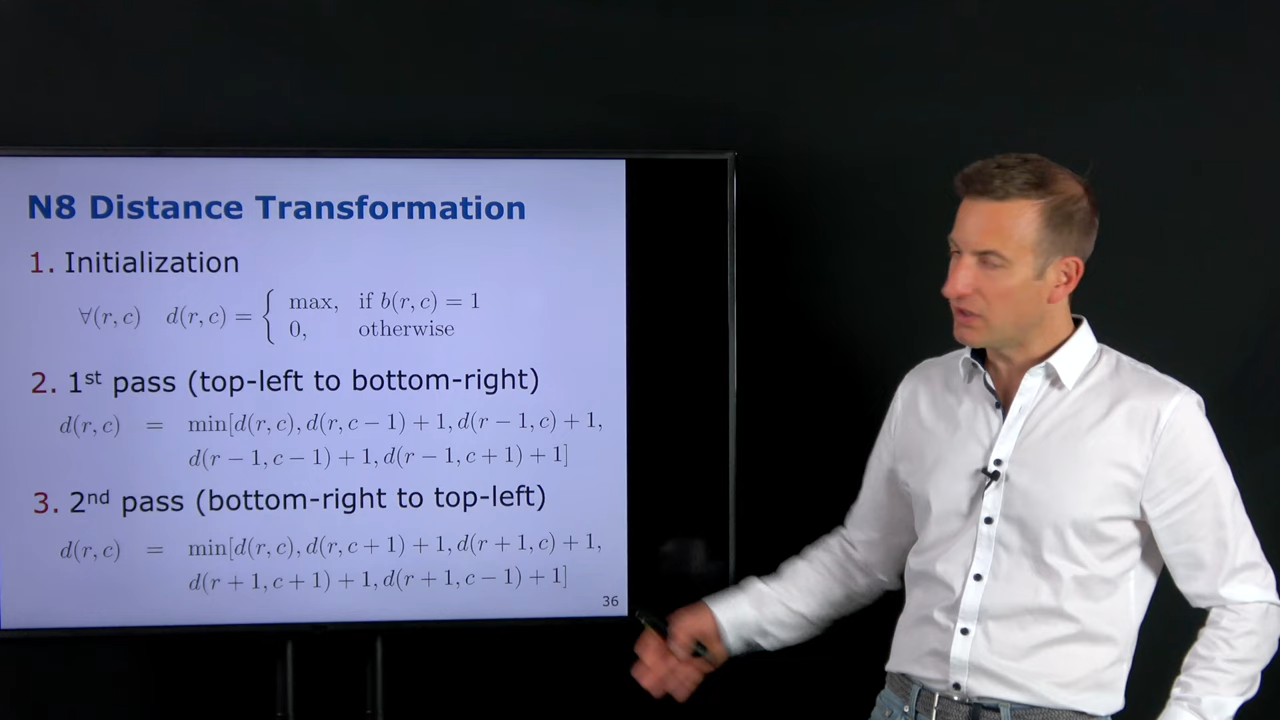 N8 Distance Transformation
1. Initialization
∀(r, c) d(r, c) = { max, if b(r, c) = 1
0, otherwise
2. 1st pass (top-left to bottom-right)
d(r, c) = min[d(r, c), d(r, c − 1) + 1, d(r − 1, c) + 1,
d(r − 1, c − 1) + 1, d(r − 1, c + 1) + 1]
3. 2nd pass (bottom-right to top-left)
d(r, c) = min[d(r, c), d(r, c + 1) + 1, d(r + 1, c) + 1,
d(r + 1, c + 1) + 1, d(r + 1, c − 1) + 1]
36